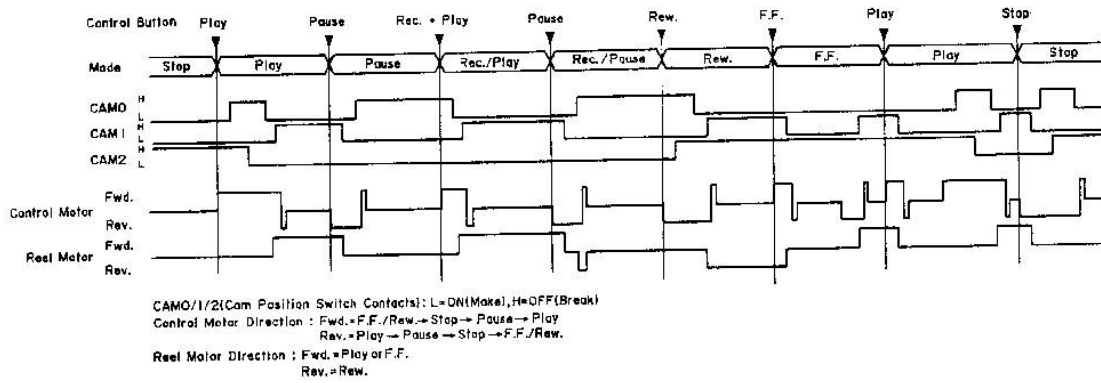 Control Button Play Pause Rec. + Play Pause Rew. F.F. Play Stop
Mode Stop Play Pause Rec./Play Rec./Pause Rew. F.F. Play Stop
CAM0 H L
CAM1 H L
CAM2 H L
Fwd.
Control Motor
Rev.
Fwd.
Reel Motor
Rev.
CAM0/1/2(Cam Position Switch Contacts): L=ON(Make),H=OFF(Break)
Control Motor Direction : Fwd.=F.F./Rew.→Stop→Pause→Play
Rev.=Play→Pause→Stop→F.F./Rew.
Reel Motor Direction ; Fwd.=Play or F.F.
Rev.=Rew.